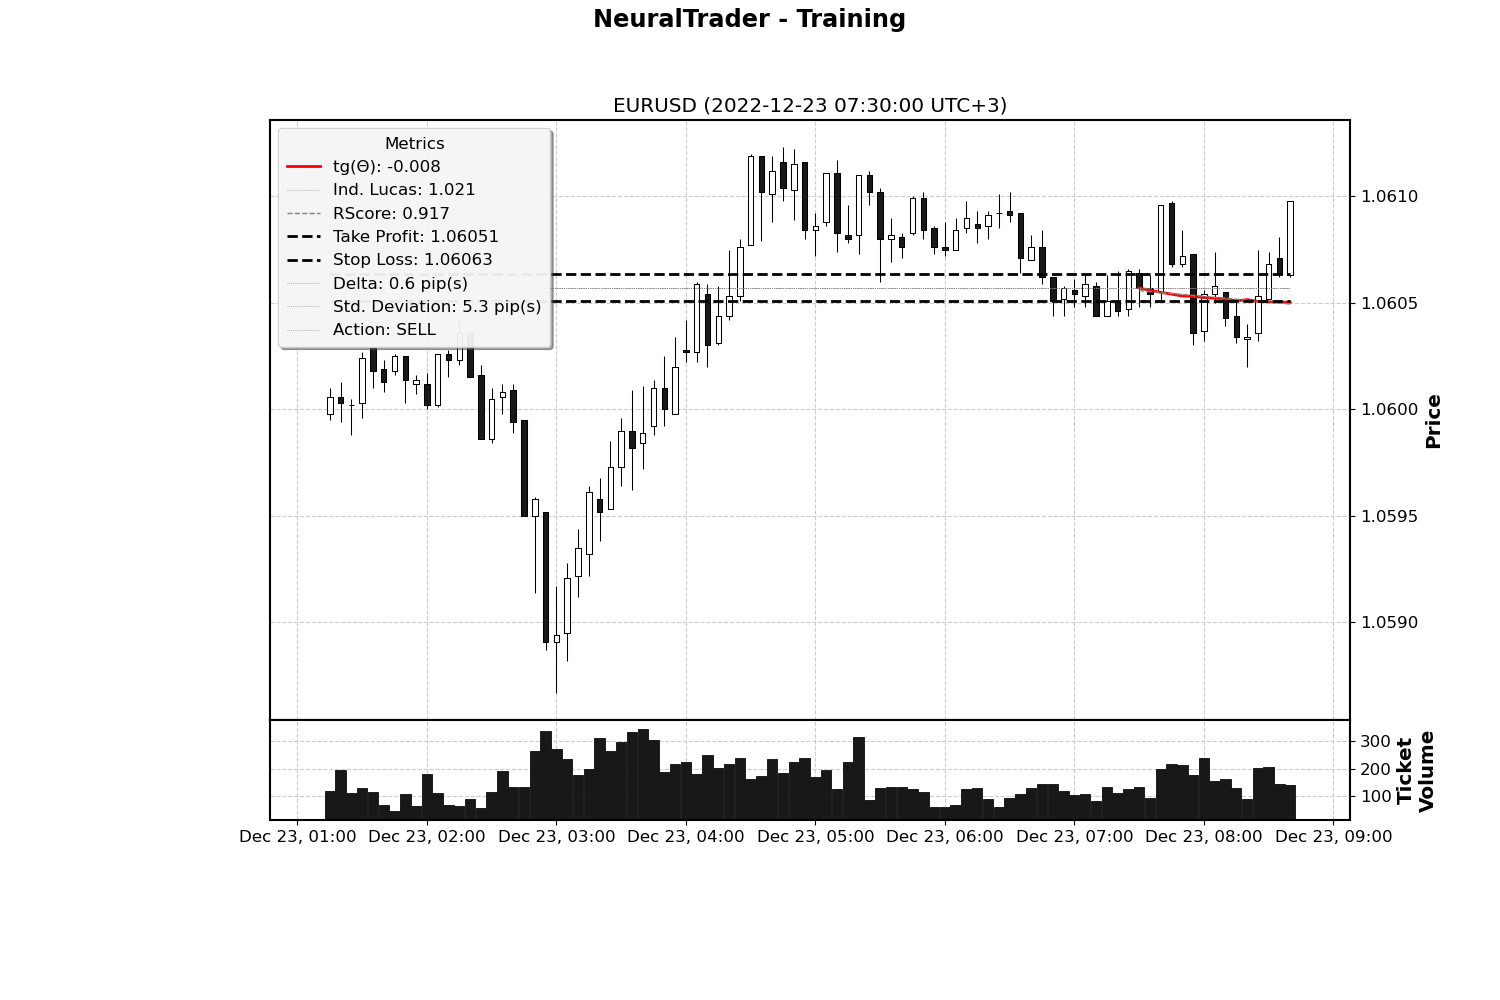 NeuralTrader - Training
EURUSD (2022-12-23 07:30:00 UTC+3)
Metrics
tg(Θ): -0.008
Ind. Lucas: 1.021
RScore: 0.917
Take Profit: 1.06051
Stop Loss: 1.06063
Delta: 0.6 pip(s)
Std. Deviation: 5.3 pip(s)
Action: SELL
1.0610
1.0605
1.0600
1.0595
1.0590
Price
300
200
100
Ticket
Volume
Dec 23, 01:00 Dec 23, 02:00 Dec 23, 03:00 Dec 23, 04:00 Dec 23, 05:00 Dec 23, 06:00 Dec 23, 07:00 Dec 23, 08:00 Dec 23, 09:00